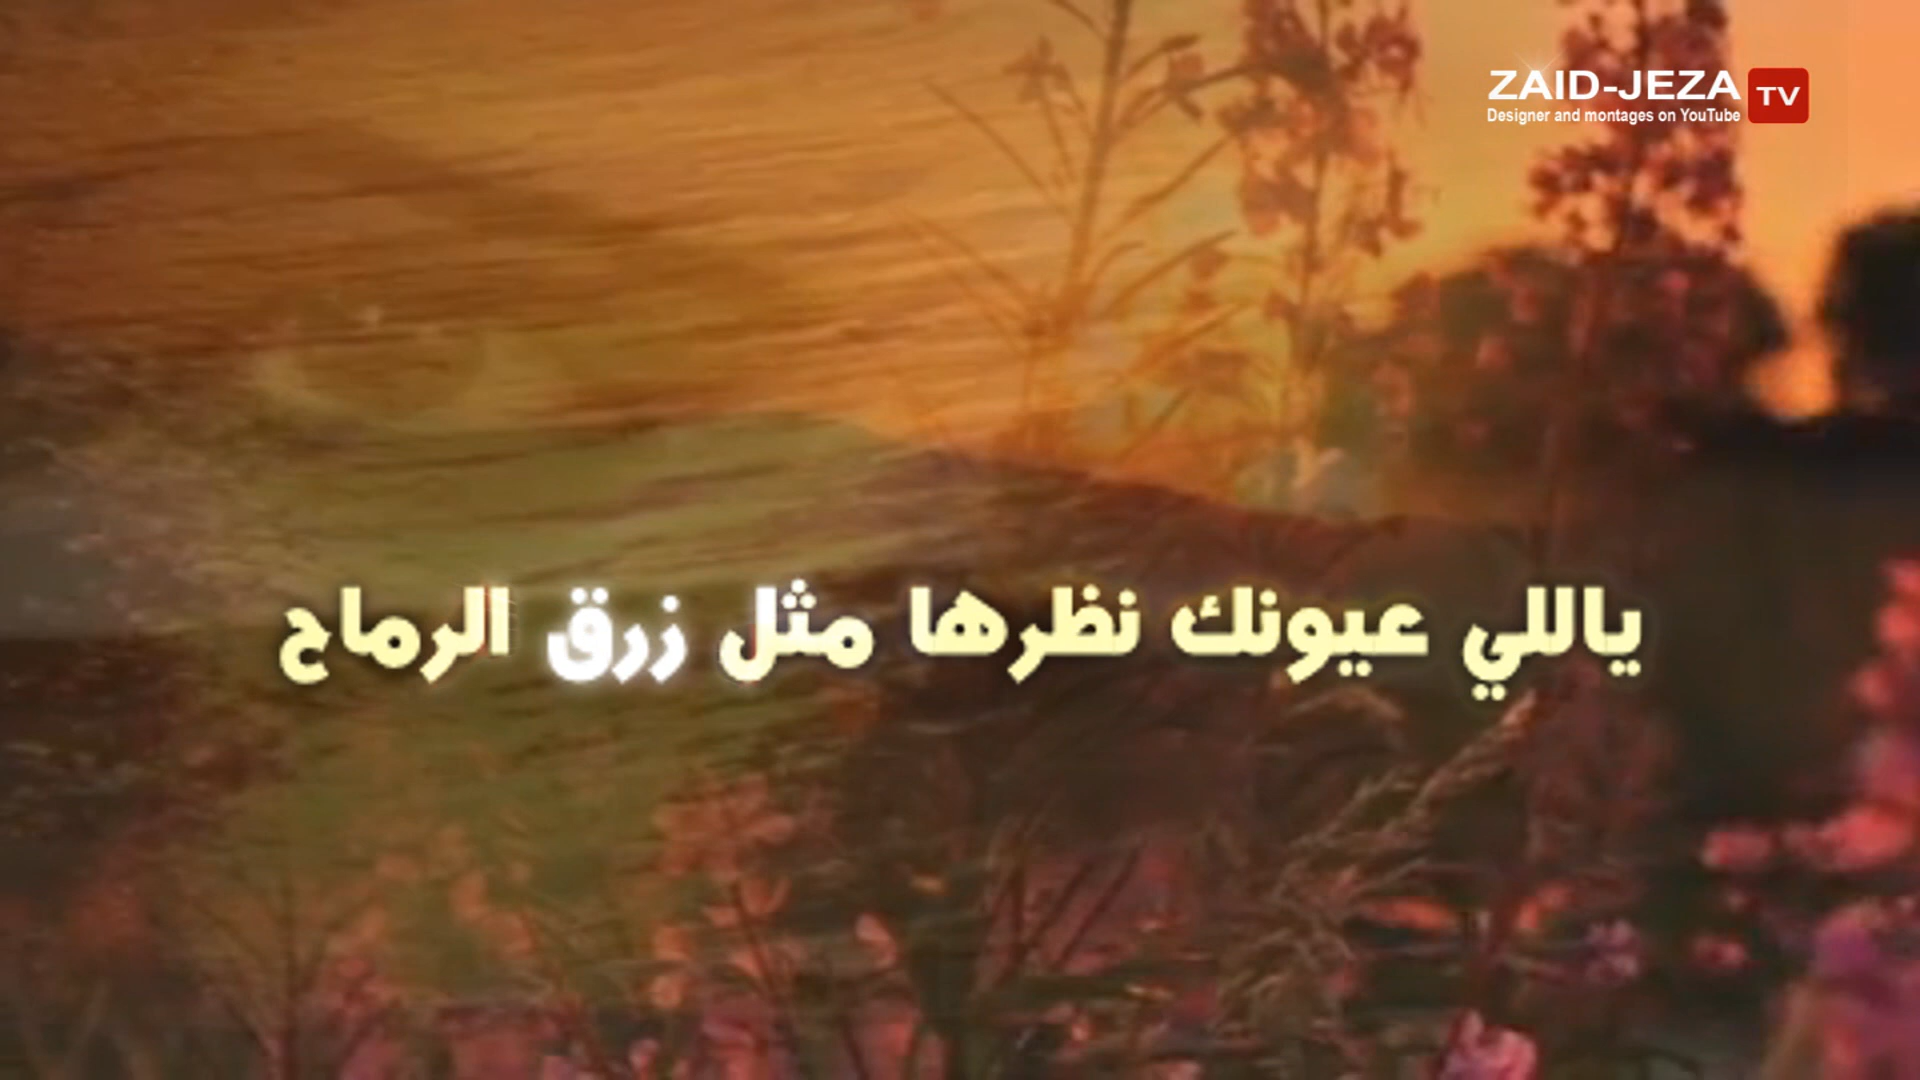 ZAID-JEZA TV
Designer and montages on YouTube
ياللي عيونك نظرها مثل زرق الرماح